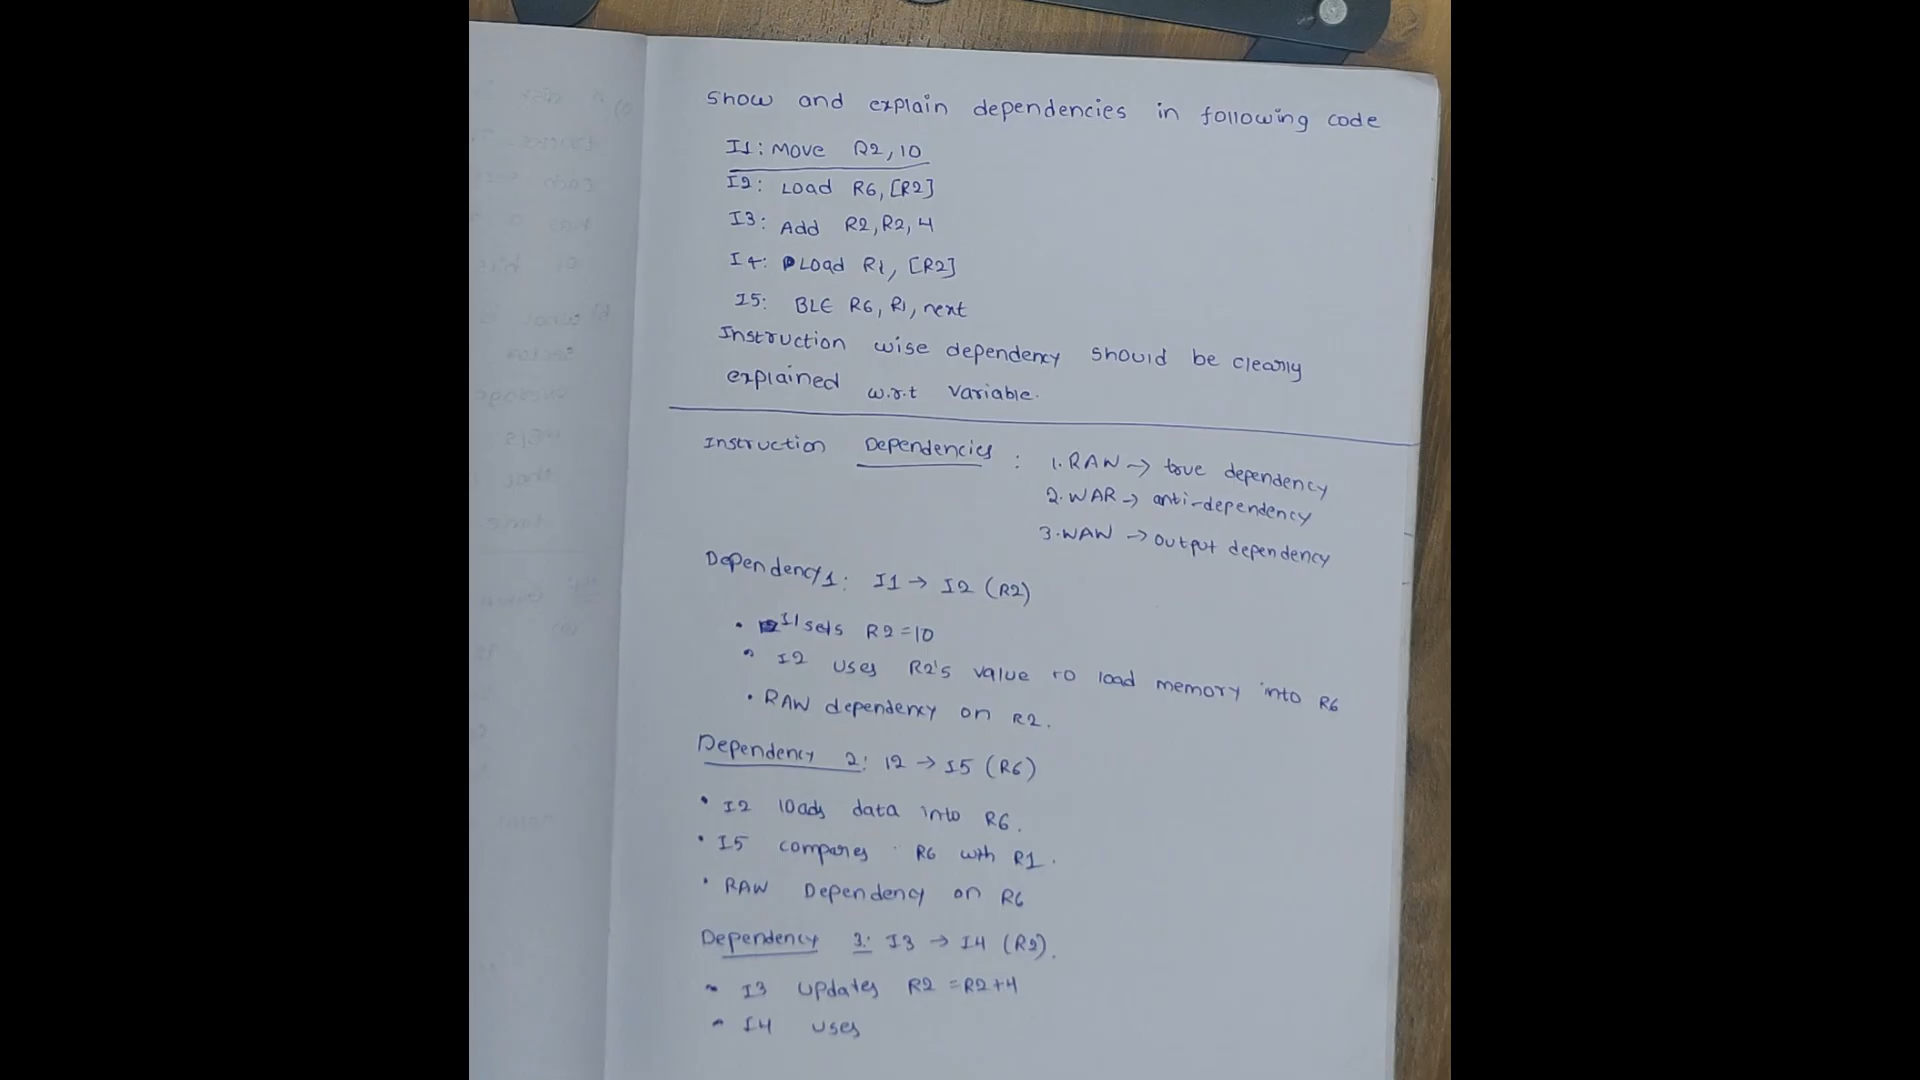 Show and explain dependencies in following code
I1: Move R2, 10
I2: Load R6, [R2]
I3: Add R2, R2, 4
I4: Load R1, [R2]
I5: BLE R6, R1, next
Instruction wise dependency should be clearly
explained w.r.t variable.
Instruction Dependencies : 1. RAW → true dependency
2. WAR → anti-dependency
3. WAW → output dependency
Dependency 1: I1 → I2 (R2)
• I1 sets R2 = 10
• I2 uses R2's value to load memory into R6
• RAW dependency on R2.
Dependency 2: I2 → I5 (R6)
• I2 loads data into R6.
• I5 compares R6 with R1.
• RAW Dependency on R6
Dependency 3: I3 → I4 (R2).
• I3 updates R2 = R2+4
• I4 uses